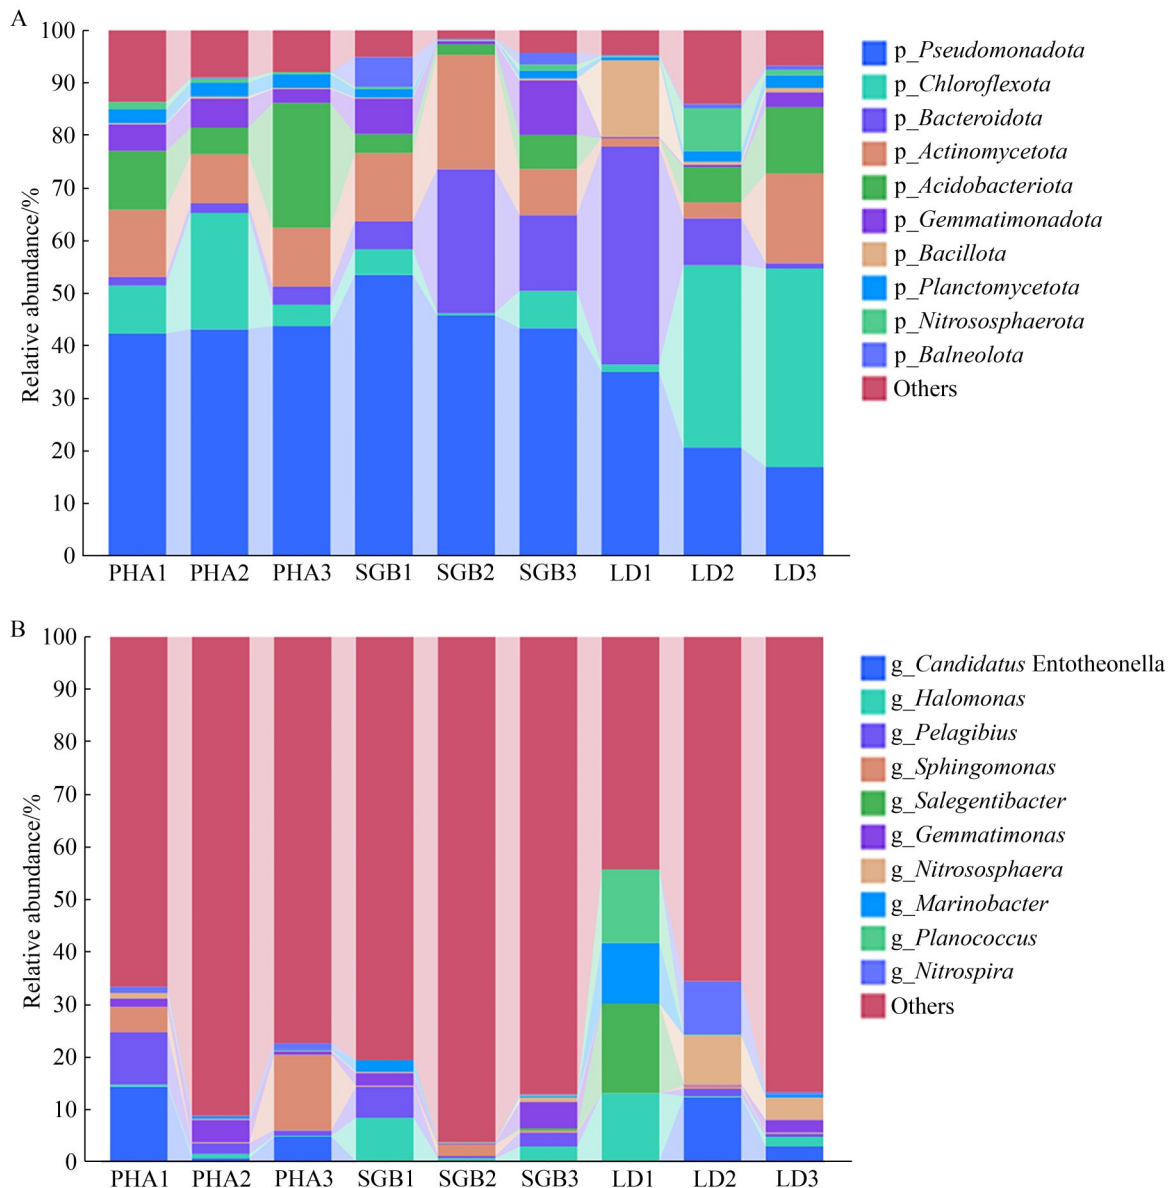 A
Relative abundance/%
100
90
80
70
60
50
40
30
20
10
0
PHA1 PHA2 PHA3 SGB1 SGB2 SGB3 LD1 LD2 LD3
p_Pseudomonadota
p_Chloroflexota
p_Bacteroidota
p_Actinomycetota
p_Acidobacteriota
p_Gemmatimonadota
p_Bacillota
p_Planctomycetota
p_Nitrososphaerota
p_Balneolota
Others
B
Relative abundance/%
100
90
80
70
60
50
40
30
20
10
0
PHA1 PHA2 PHA3 SGB1 SGB2 SGB3 LD1 LD2 LD3
g_Candidatus Entotheonella
g_Halomonas
g_Pelagibius
g_Sphingomonas
g_Salegentibacter
g_Gemmatimonas
g_Nitrososphaera
g_Marinobacter
g_Planococcus
g_Nitrospira
Others